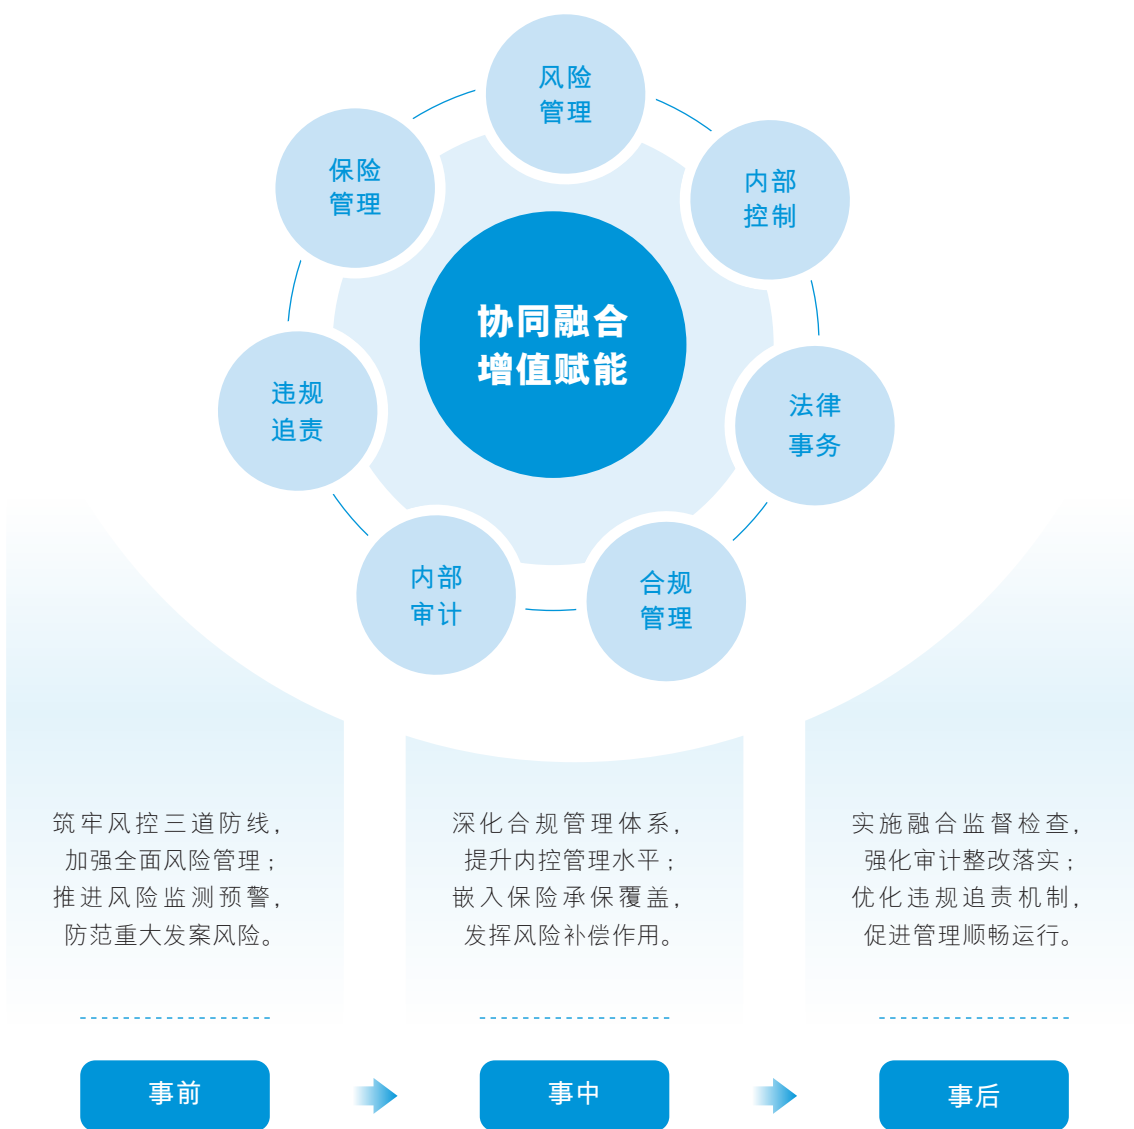 风险
管理
保险
管理
内部
控制
协同融合
增值赋能
违规
追责
法律
事务
内部
审计
合规
管理
筑牢风控三道防线，
加强全面风险管理；
推进风险监测预警，
防范重大发案风险。
深化合规管理体系，
提升内控管理水平；
嵌入保险承保覆盖，
发挥风险补偿作用。
实施融合监督检查，
强化审计整改落实；
优化违规追责机制，
促进管理顺畅运行。
事前
事中
事后